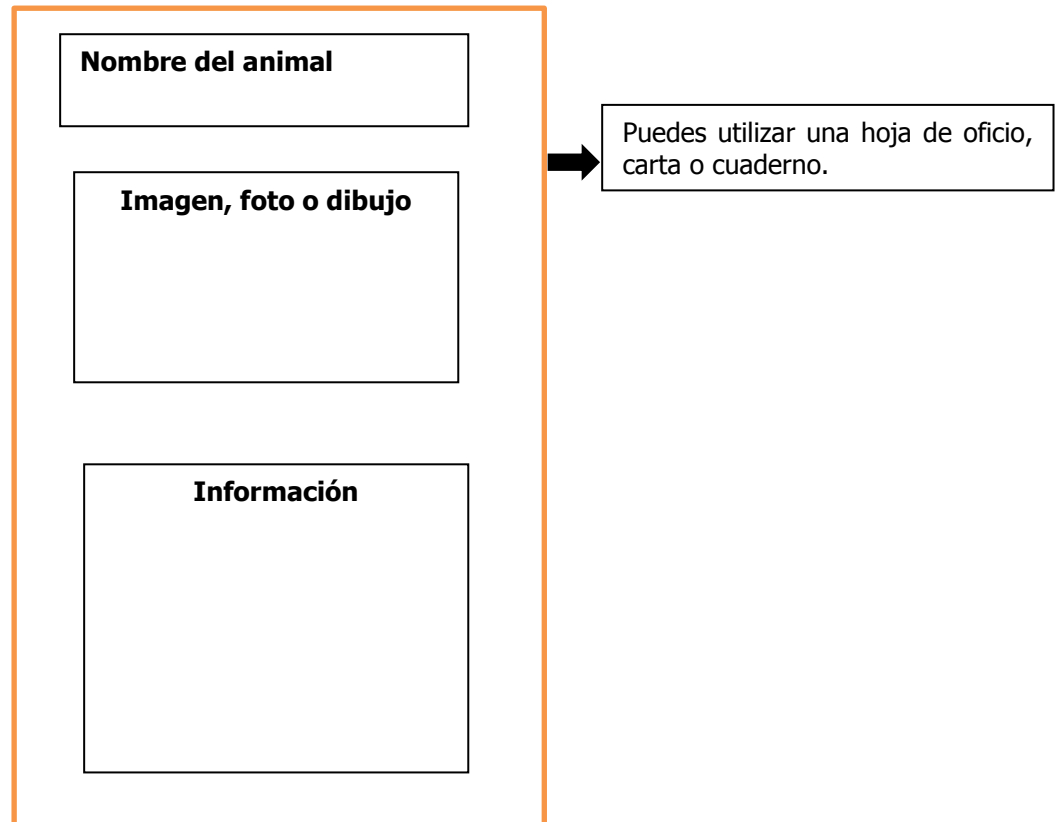 Nombre del animal
Puedes utilizar una hoja de oficio,
carta o cuaderno.
Imagen, foto o dibujo
Información